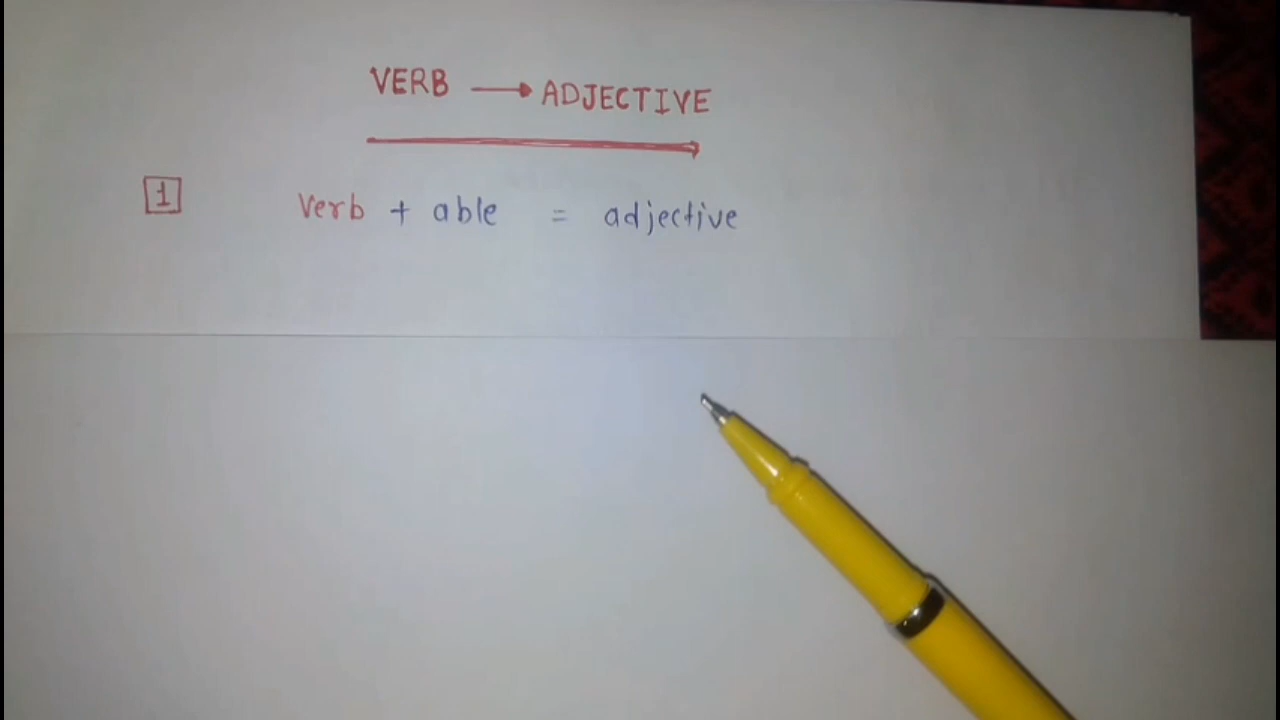 VERB → ADJECTIVE
1 Verb + able = adjective